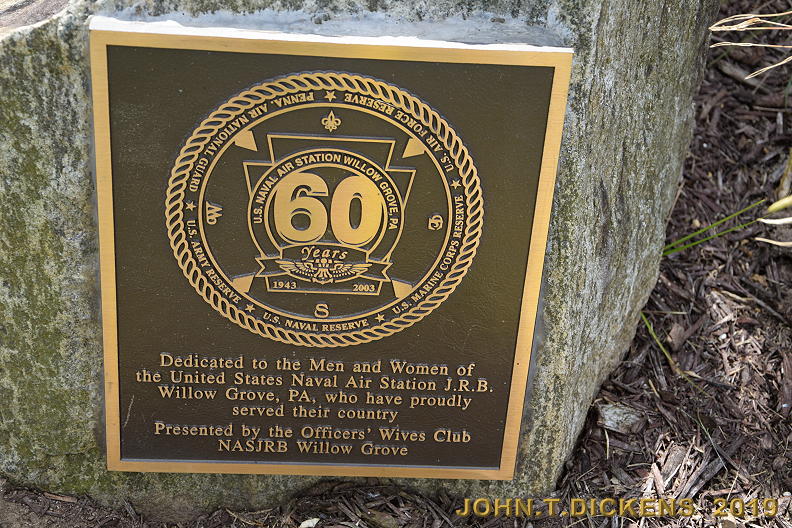 PENNA. AIR NATIONAL GUARD ★ U.S. AIR FORCE RESERVE ★ U.S. MARINE CORPS RESERVE ★ U.S. NAVAL RESERVE ★ U.S. ARMY RESERVE ★
N
E
S
W
U.S. NAVAL AIR STATION WILLOW GROVE, PA
60
Years
1943 2003
Dedicated to the Men and Women of
the United States Naval Air Station J.R.B.
Willow Grove, PA, who have proudly
served their country
Presented by the Officers' Wives Club
NASJRB Willow Grove
JOHN.T.DICKENS 2019